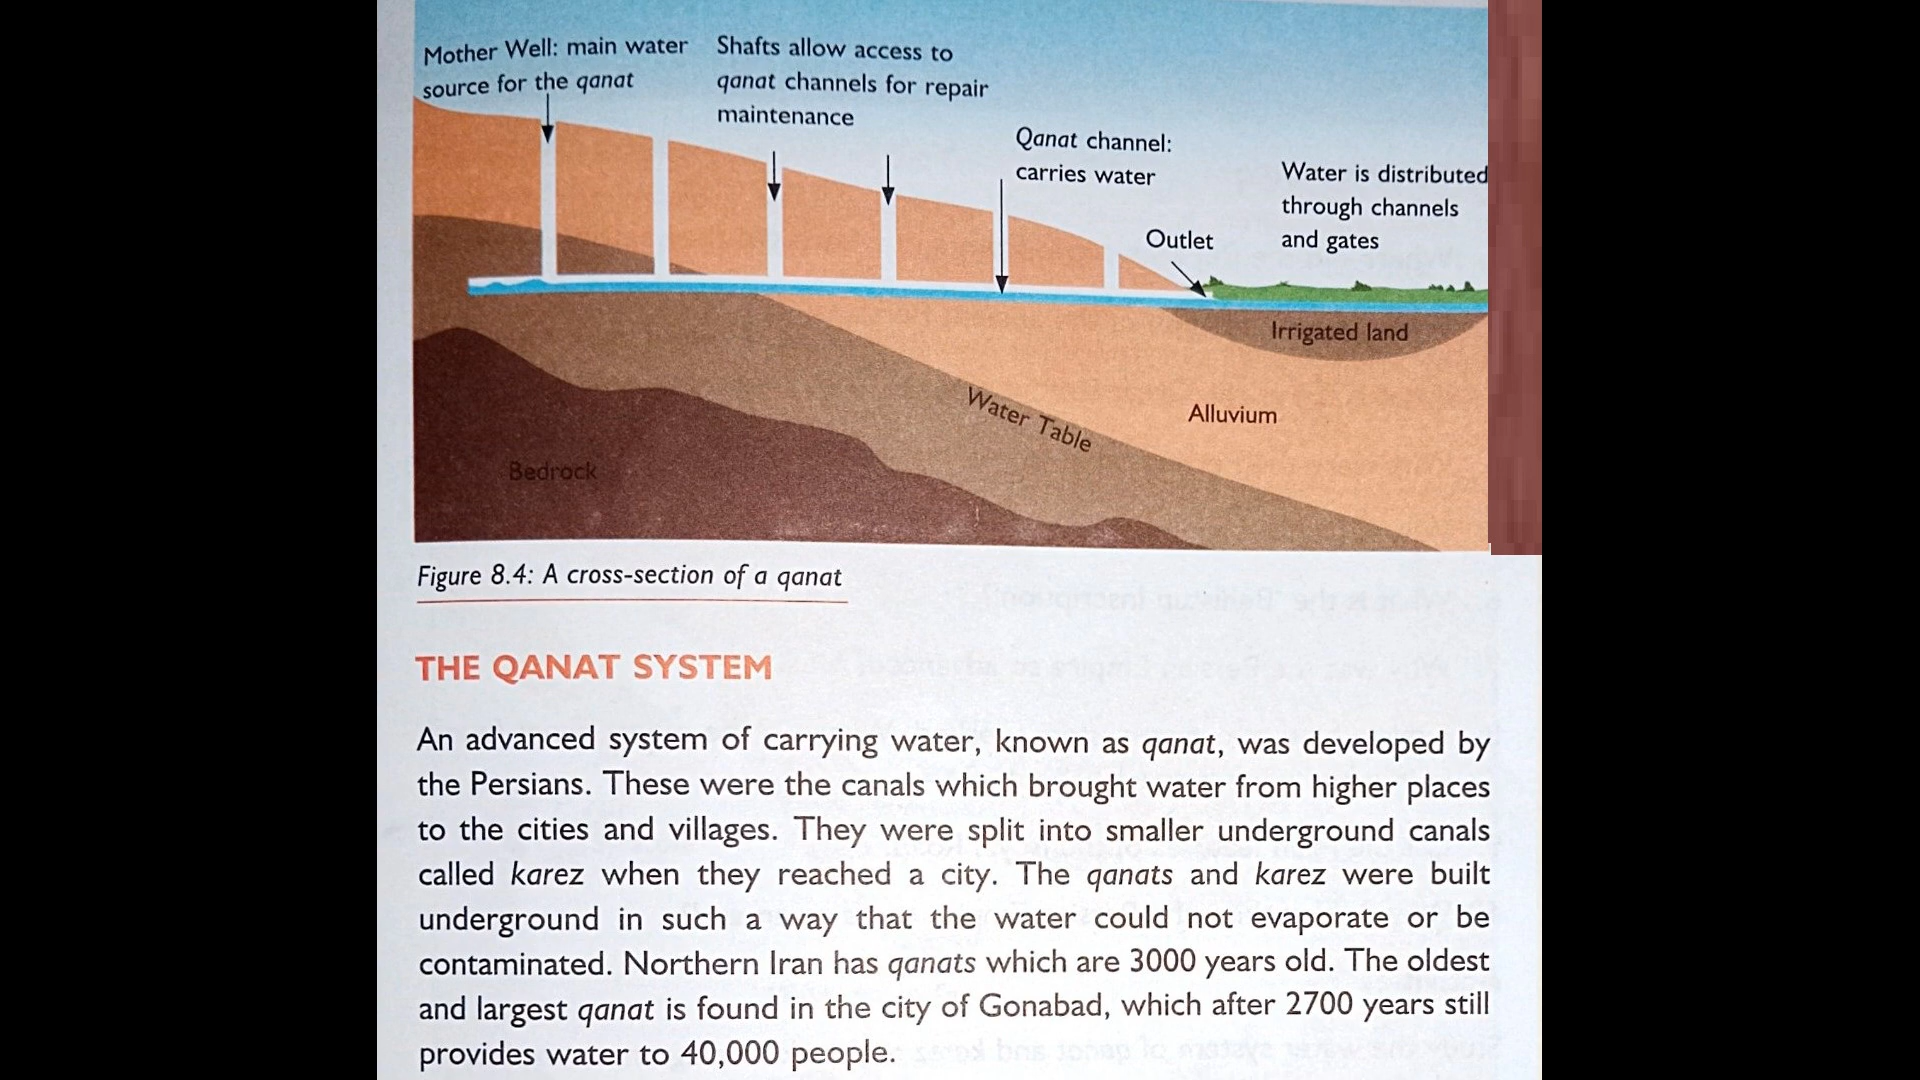 Mother Well: main water
source for the qanat
Shafts allow access to
qanat channels for repair
maintenance
Qanat channel:
carries water
Water is distributed
through channels
and gates
Outlet
Irrigated land
Water Table
Alluvium
Bedrock
Figure 8.4: A cross-section of a qanat
THE QANAT SYSTEM
An advanced system of carrying water, known as qanat, was developed by
the Persians. These were the canals which brought water from higher places
to the cities and villages. They were split into smaller underground canals
called karez when they reached a city. The qanats and karez were built
underground in such a way that the water could not evaporate or be
contaminated. Northern Iran has qanats which are 3000 years old. The oldest
and largest qanat is found in the city of Gonabad, which after 2700 years still
provides water to 40,000 people.